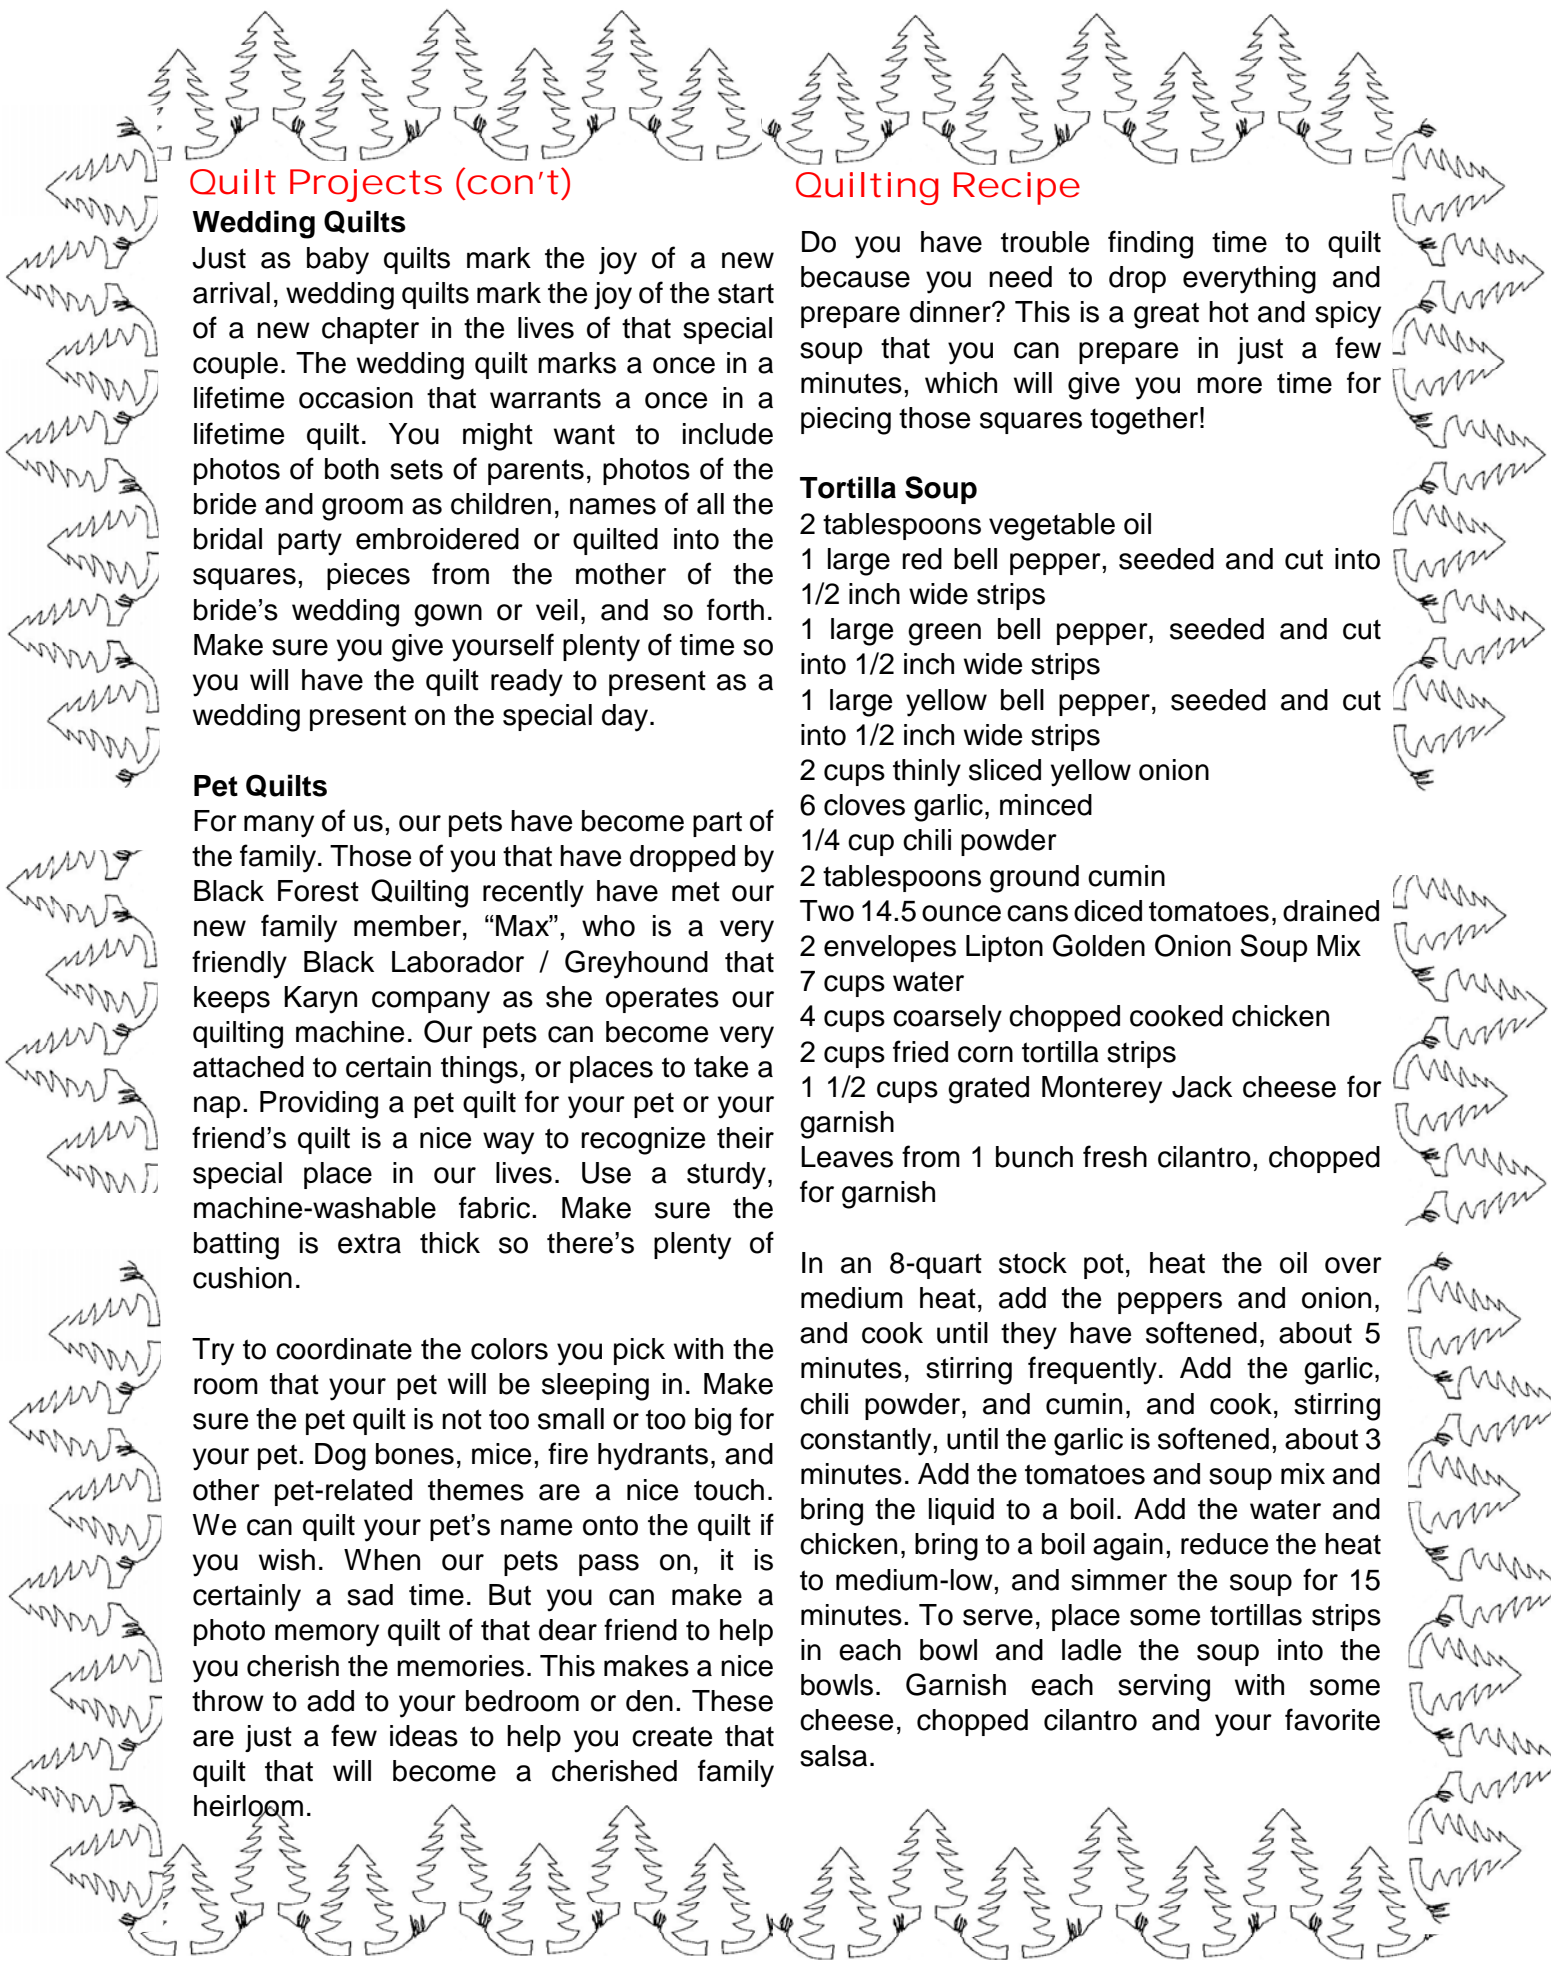 Quilt Projects (con't)
Wedding Quilts
Just as baby quilts mark the joy of a new
arrival, wedding quilts mark the joy of the start
of a new chapter in the lives of that special
couple. The wedding quilt marks a once in a
lifetime occasion that warrants a once in a
lifetime quilt. You might want to include
photos of both sets of parents, photos of the
bride and groom as children, names of all the
bridal party embroidered or quilted into the
squares, pieces from the mother of the
bride’s wedding gown or veil, and so forth.
Make sure you give yourself plenty of time so
you will have the quilt ready to present as a
wedding present on the special day.

Pet Quilts
For many of us, our pets have become part of
the family. Those of you that have dropped by
Black Forest Quilting recently have met our
new family member, “Max”, who is a very
friendly Black Laborador / Greyhound that
keeps Karyn company as she operates our
quilting machine. Our pets can become very
attached to certain things, or places to take a
nap. Providing a pet quilt for your pet or your
friend’s quilt is a nice way to recognize their
special place in our lives. Use a sturdy,
machine-washable fabric. Make sure the
batting is extra thick so there’s plenty of
cushion.

Try to coordinate the colors you pick with the
room that your pet will be sleeping in. Make
sure the pet quilt is not too small or too big for
your pet. Dog bones, mice, fire hydrants, and
other pet-related themes are a nice touch.
We can quilt your pet’s name onto the quilt if
you wish. When our pets pass on, it is
certainly a sad time. But you can make a
photo memory quilt of that dear friend to help
you cherish the memories. This makes a nice
throw to add to your bedroom or den. These
are just a few ideas to help you create that
quilt that will become a cherished family
heirloom.

Quilting Recipe
Do you have trouble finding time to quilt
because you need to drop everything and
prepare dinner? This is a great hot and spicy
soup that you can prepare in just a few
minutes, which will give you more time for
piecing those squares together!

Tortilla Soup
2 tablespoons vegetable oil
1 large red bell pepper, seeded and cut into
1/2 inch wide strips
1 large green bell pepper, seeded and cut
into 1/2 inch wide strips
1 large yellow bell pepper, seeded and cut
into 1/2 inch wide strips
2 cups thinly sliced yellow onion
6 cloves garlic, minced
1/4 cup chili powder
2 tablespoons ground cumin
Two 14.5 ounce cans diced tomatoes, drained
2 envelopes Lipton Golden Onion Soup Mix
7 cups water
4 cups coarsely chopped cooked chicken
2 cups fried corn tortilla strips
1 1/2 cups grated Monterey Jack cheese for
garnish
Leaves from 1 bunch fresh cilantro, chopped
for garnish

In an 8-quart stock pot, heat the oil over
medium heat, add the peppers and onion,
and cook until they have softened, about 5
minutes, stirring frequently. Add the garlic,
chili powder, and cumin, and cook, stirring
constantly, until the garlic is softened, about 3
minutes. Add the tomatoes and soup mix and
bring the liquid to a boil. Add the water and
chicken, bring to a boil again, reduce the heat
to medium-low, and simmer the soup for 15
minutes. To serve, place some tortillas strips
in each bowl and ladle the soup into the
bowls. Garnish each serving with some
cheese, chopped cilantro and your favorite
salsa.